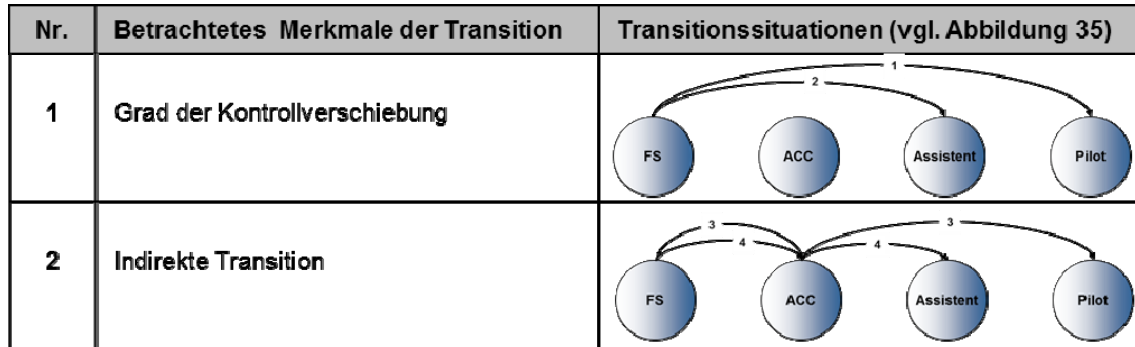 Nr.
Betrachtetes Merkmale der Transition
Transitionssituationen (vgl. Abbildung 35)
1
Grad der Kontrollverschiebung
1
2
FS
ACC
Assistent
Pilot
2
Indirekte Transition
3
3
4
4
FS
ACC
Assistent
Pilot